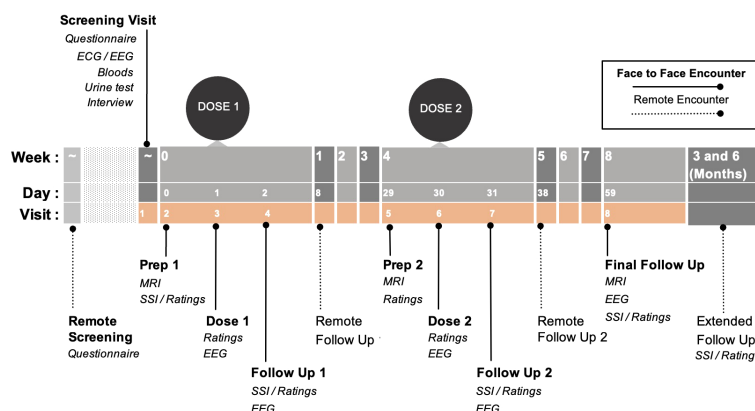 Screening Visit
Questionnaire
ECG / EEG
Bloods
Urine test
Interview
DOSE 1
DOSE 2
Face to Face Encounter
Remote Encounter
Week : ~ ~ 0 1 2 3 4 5 6 7 8 3 and 6
(Months)
Day : 0 1 2 8 29 30 31 38 59
Visit : 1 2 3 4 5 6 7 8
Prep 1
MRI
SSI / Ratings
Prep 2
MRI
Ratings
Final Follow Up
MRI
EEG
SSI / Ratings
Remote
Screening
Questionnaire
Dose 1
Ratings
EEG
Remote
Follow Up
Dose 2
Ratings
EEG
Remote
Follow Up 2
Extended
Follow Up
SSI / Rating
Follow Up 1
SSI / Ratings
EEG
Follow Up 2
SSI / Ratings
EEG